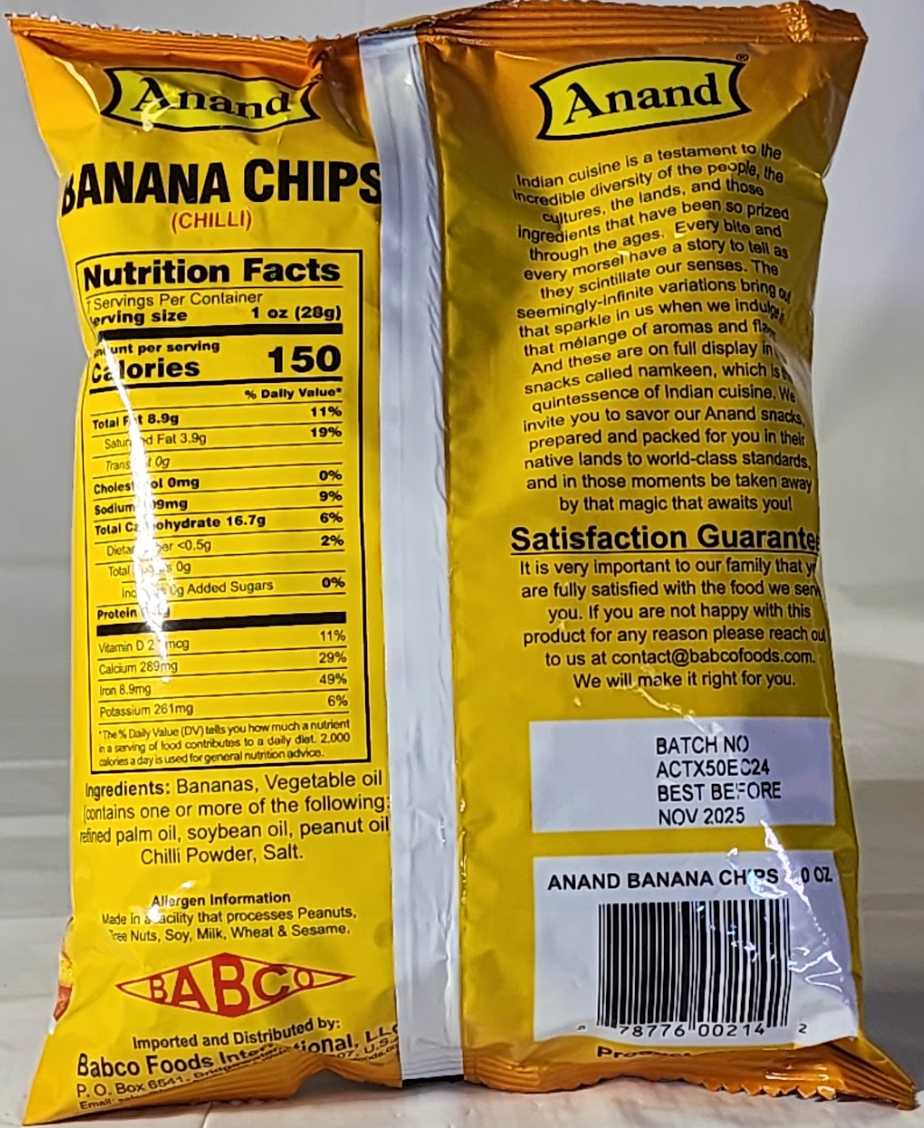 Anand
BANANA CHIPS
(CHILLI)
Nutrition Facts
Servings Per Container
size 1 oz (28g)
per serving
Calories 150
% Daily Value*
Total 8.9g 11%
Fat 3.9g 19%
0g
0mg 0%
Sodium 9%
Total 16.7g 6%
<0.5g 2%
Total 0g
0g Added Sugars 0%
Protein
Vitamin D mcg 11%
Calcium 289mg 29%
Iron 8.9mg 49%
Potassium 261mg 6%
*The % Daily Value (DV) tells you how much a nutrient
in a serving of food contributes to a daily diet. 2,000
calories a day is used for general nutrition advice.
Ingredients: Bananas, Vegetable oil
(contains one or more of the following:
refined palm oil, soybean oil, peanut oil
Chilli Powder, Salt.
Allergen Information
Made in a facility that processes Peanuts,
Tree Nuts, Soy, Milk, Wheat & Sesame.
BABCO
Imported and Distributed by:
Babco Foods LLC
P.O. Box 6541,
Email:
Anand®
Indian cuisine is a testament to the
incredible diversity of the people, the
cultures, the lands, and those
ingredients that have been so prized
through the ages. Every bite and
every morsel have a story to tell as
they scintillate our senses. The
seemingly-infinite variations bring out
that sparkle in us when we indulge
that mélange of aromas and
And these are on full display in
snacks called namkeen, which is
quintessence of Indian cuisine. We
invite you to savor our Anand snacks,
prepared and packed for you in their
native lands to world-class standards,
and in those moments be taken away
by that magic that awaits you!
Satisfaction Guarantee
It is very important to our family that
are fully satisfied with the food we
you. If you are not happy with this
product for any reason please reach out
to us at contact@babcofoods.com.
We will make it right for you.
BATCH NO
ACTX50EC24
BEST BEFORE
NOV 2025
ANAND BANANA CHIPS OZ
8 78776 00214 2